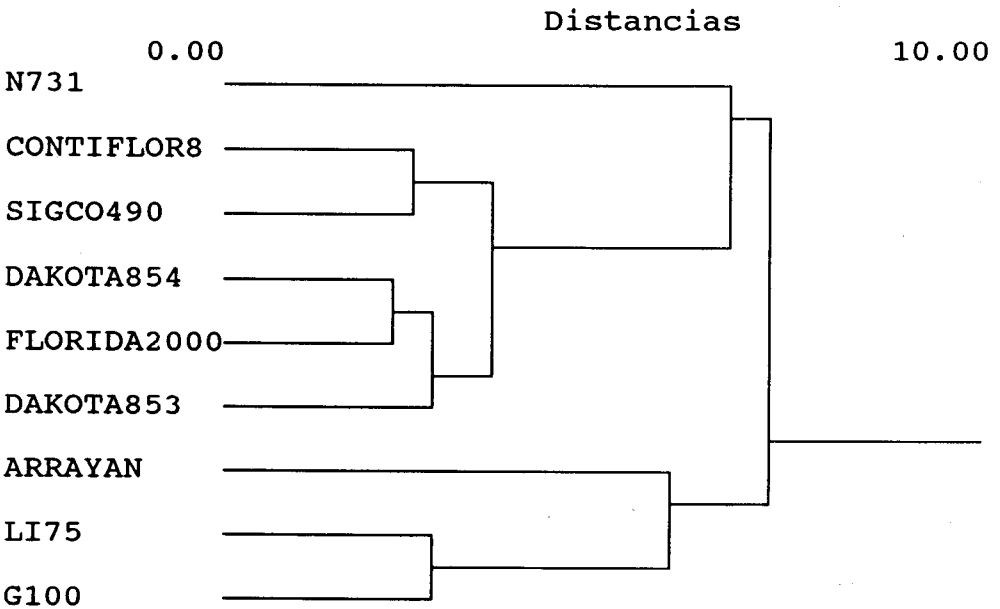 Distancias
0.00 10.00
N731
CONTIFLOR8
SIGCO490
DAKOTA854
FLORIDA2000
DAKOTA853
ARRAYAN
LI75
G100